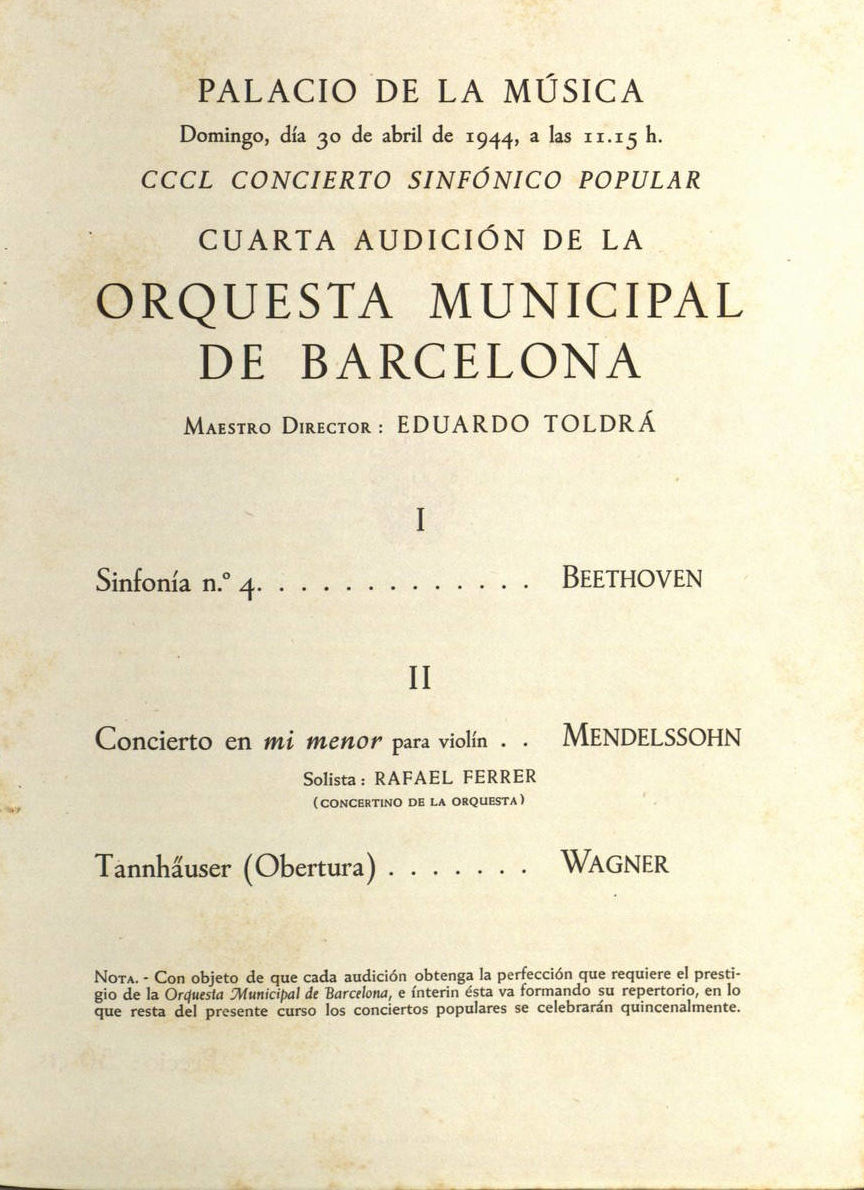 PALACIO DE LA MÚSICA
Domingo, día 30 de abril de 1944, a las 11.15 h.
CCCL CONCIERTO SINFÓNICO POPULAR
CUARTA AUDICIÓN DE LA
ORQUESTA MUNICIPAL
DE BARCELONA
MAESTRO DIRECTOR : EDUARDO TOLDRÁ
I
Sinfonía n.º 4. . . . . . . . . . . . . BEETHOVEN
II
Concierto en mi menor para violín . . MENDELSSOHN
Solista : RAFAEL FERRER
(CONCERTINO DE LA ORQUESTA)
Tannhäuser (Obertura) . . . . . . . WAGNER
NOTA. - Con objeto de que cada audición obtenga la perfección que requiere el presti-
gio de la Orquesta Municipal de Barcelona, e ínterin ésta va formando su repertorio, en lo
que resta del presente curso los conciertos populares se celebrarán quincenalmente.